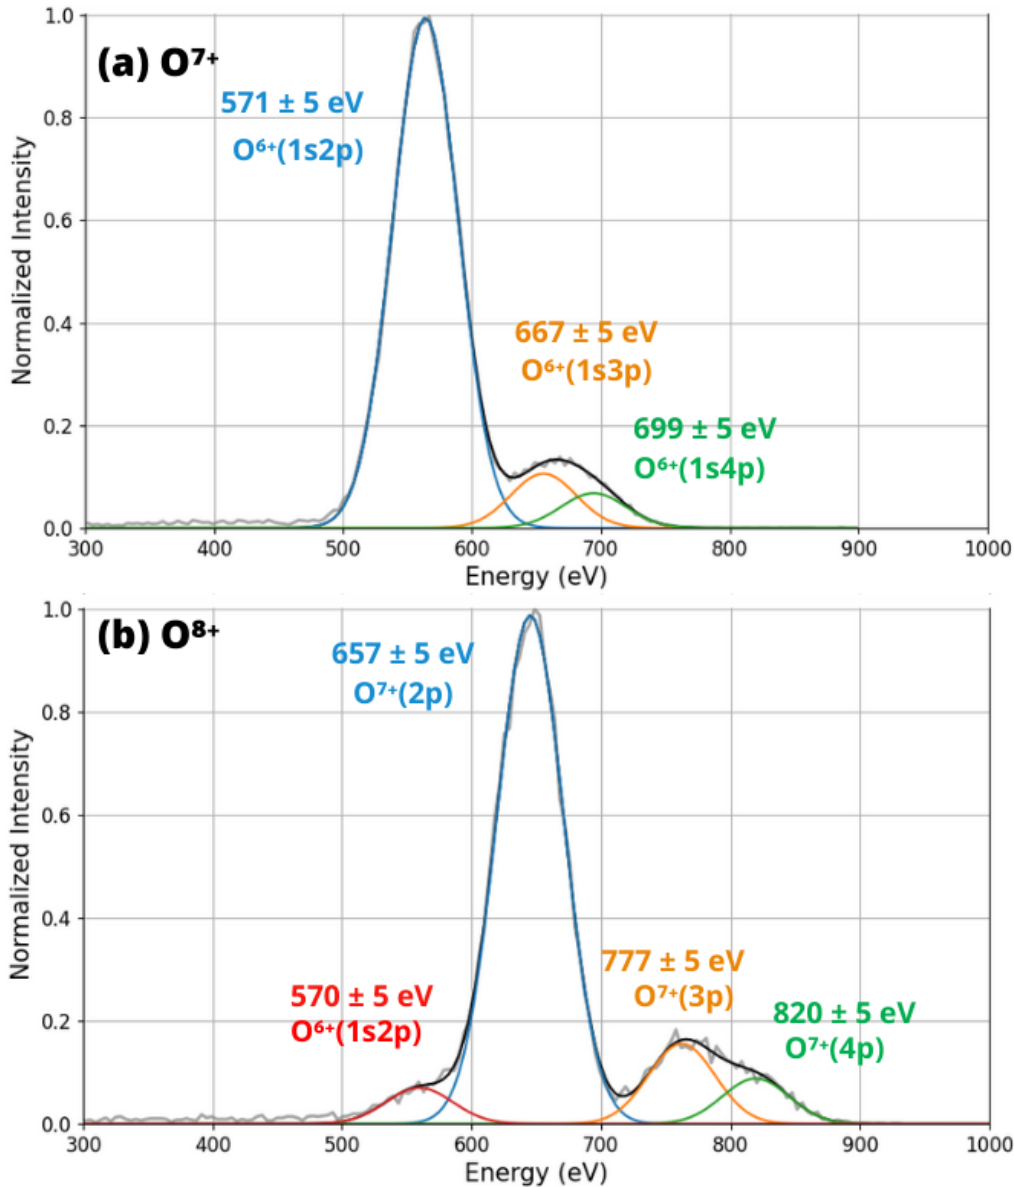 (a) O⁷⁺
571 ± 5 eV
O⁶⁺(1s2p)
667 ± 5 eV
O⁶⁺(1s3p)
699 ± 5 eV
O⁶⁺(1s4p)
Normalized Intensity
1.0
0.8
0.6
0.4
0.2
0.0
300 400 500 600 700 800 900 1000
Energy (eV)
(b) O⁸⁺
657 ± 5 eV
O⁷⁺(2p)
570 ± 5 eV
O⁶⁺(1s2p)
777 ± 5 eV
O⁷⁺(3p)
820 ± 5 eV
O⁷⁺(4p)
Normalized Intensity
1.0
0.8
0.6
0.4
0.2
0.0
300 400 500 600 700 800 900 1000
Energy (eV)